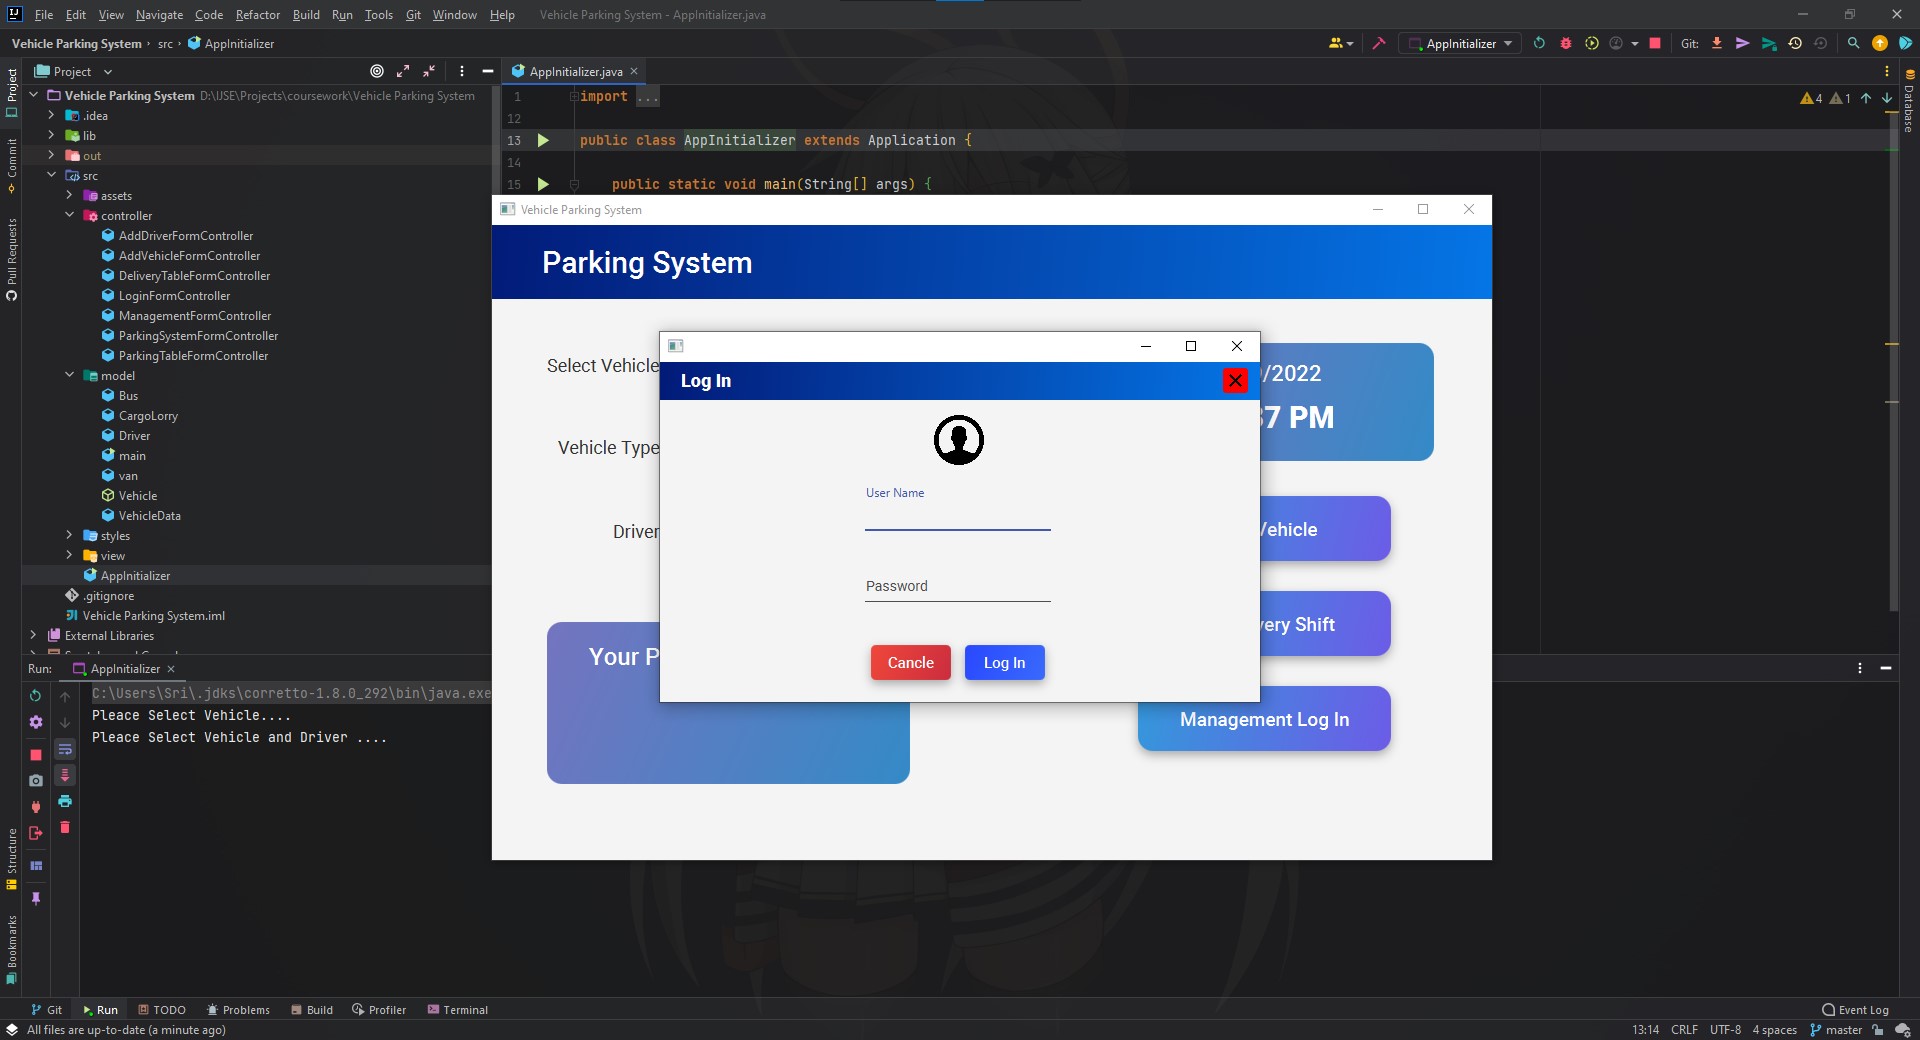 File Edit View Navigate Code Refactor Build Run Tools Git Window Help Vehicle Parking System - AppInitializer.java
Vehicle Parking System src AppInitializer
AppInitializer
Git:
Project
AppInitializer.java
Project
Commit
Pull Requests
Structure
Bookmarks
Database
Vehicle Parking System D:\IJSE\Projects\coursework\Vehicle Parking System
.idea
lib
out
src
assets
controller
AddDriverFormController
AddVehicleFormController
DeliveryTableFormController
LoginFormController
ManagementFormController
ParkingSystemFormController
ParkingTableFormController
model
Bus
CargoLorry
Driver
main
van
Vehicle
VehicleData
styles
view
AppInitializer
.gitignore
Vehicle Parking System.iml
External Libraries
1 import ...
12
13 public class AppInitializer extends Application {
14
15 public static void main(String[] args) {
4 1
Vehicle Parking System
Parking System
Select Vehicle
Vehicle Type
Driver
Your P
/2022
37 PM
Vehicle
very Shift
Management Log In
Log In
User Name
Password
Cancle Log In
Run: AppInitializer
C:\Users\Sri\.jdks\corretto-1.8.0_292\bin\java.exe
Pleace Select Vehicle....
Pleace Select Vehicle and Driver ....
Git Run TODO Problems Build Profiler Terminal Event Log
All files are up-to-date (a minute ago) 13:14 CRLF UTF-8 4 spaces master